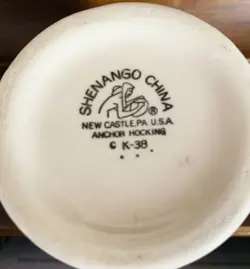 SHENANGO CHINA
®
NEW CASTLE, PA. U.S.A.
ANCHOR HOCKING
© K-38